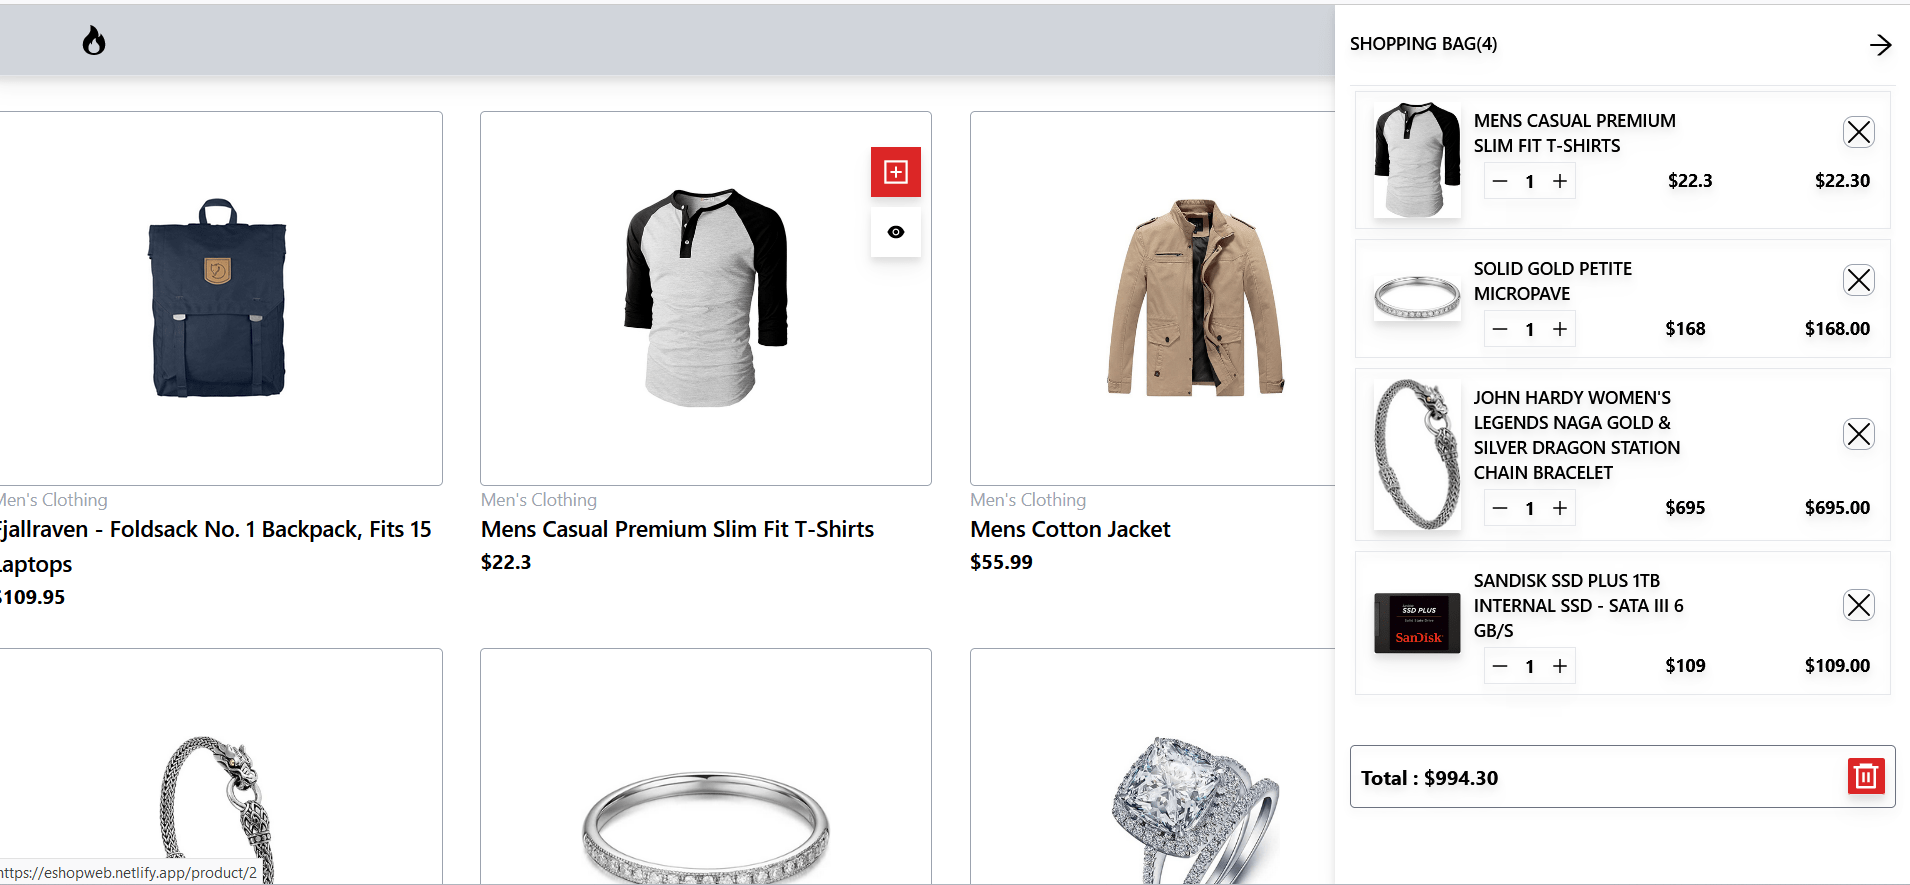 Men's Clothing
Fjallraven - Foldsack No. 1 Backpack, Fits 15
Laptops
$109.95
Men's Clothing
Mens Casual Premium Slim Fit T-Shirts
$22.3
Men's Clothing
Mens Cotton Jacket
$55.99
https://eshopweb.netlify.app/product/2
SHOPPING BAG(4)
MENS CASUAL PREMIUM
SLIM FIT T-SHIRTS
1 $22.3 $22.30
SOLID GOLD PETITE
MICROPAVE
1 $168 $168.00
JOHN HARDY WOMEN'S
LEGENDS NAGA GOLD &
SILVER DRAGON STATION
CHAIN BRACELET
1 $695 $695.00
SSD PLUS
SanDisk
SANDISK SSD PLUS 1TB
INTERNAL SSD - SATA III 6
GB/S
1 $109 $109.00
Total : $994.30